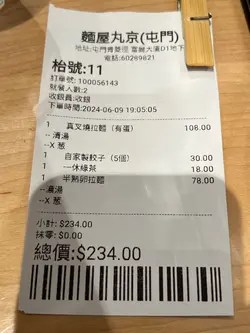 麵屋丸京(屯門)
地址:屯門青菱徑 富麗大廈D1地下
電話:60289821
枱號:11
訂單號:100056143
就餐人數:2
收銀員:收銀
下單時間:2024-06-09 19:05:05
1 真叉燒拉麵 (有蛋) 108.00
-- 清湯
--X 葱
1 自家製餃子 (5個) 30.00
1 一休綠茶 18.00
1 半熟卵拉麵 78.00
--濃湯
--X 葱
小計: $234.00
抹零: $0.00
總價:$234.00